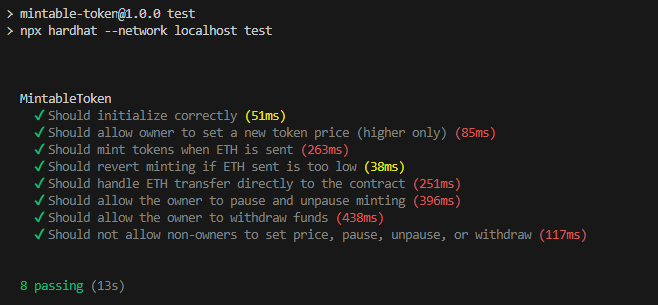 > mintable-token@1.0.0 test
> npx hardhat --network localhost test
MintableToken
✓ Should initialize correctly (51ms)
✓ Should allow owner to set a new token price (higher only) (85ms)
✓ Should mint tokens when ETH is sent (263ms)
✓ Should revert minting if ETH sent is too low (38ms)
✓ Should handle ETH transfer directly to the contract (251ms)
✓ Should allow the owner to pause and unpause minting (396ms)
✓ Should allow the owner to withdraw funds (438ms)
✓ Should not allow non-owners to set price, pause, unpause, or withdraw (117ms)
8 passing (13s)